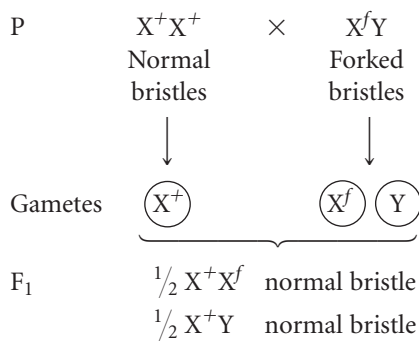 P X⁺X⁺ × XᶠY
Normal Forked
bristles bristles
Gametes X⁺ Xᶠ Y
F₁ ½ X⁺Xᶠ normal bristle
½ X⁺Y normal bristle